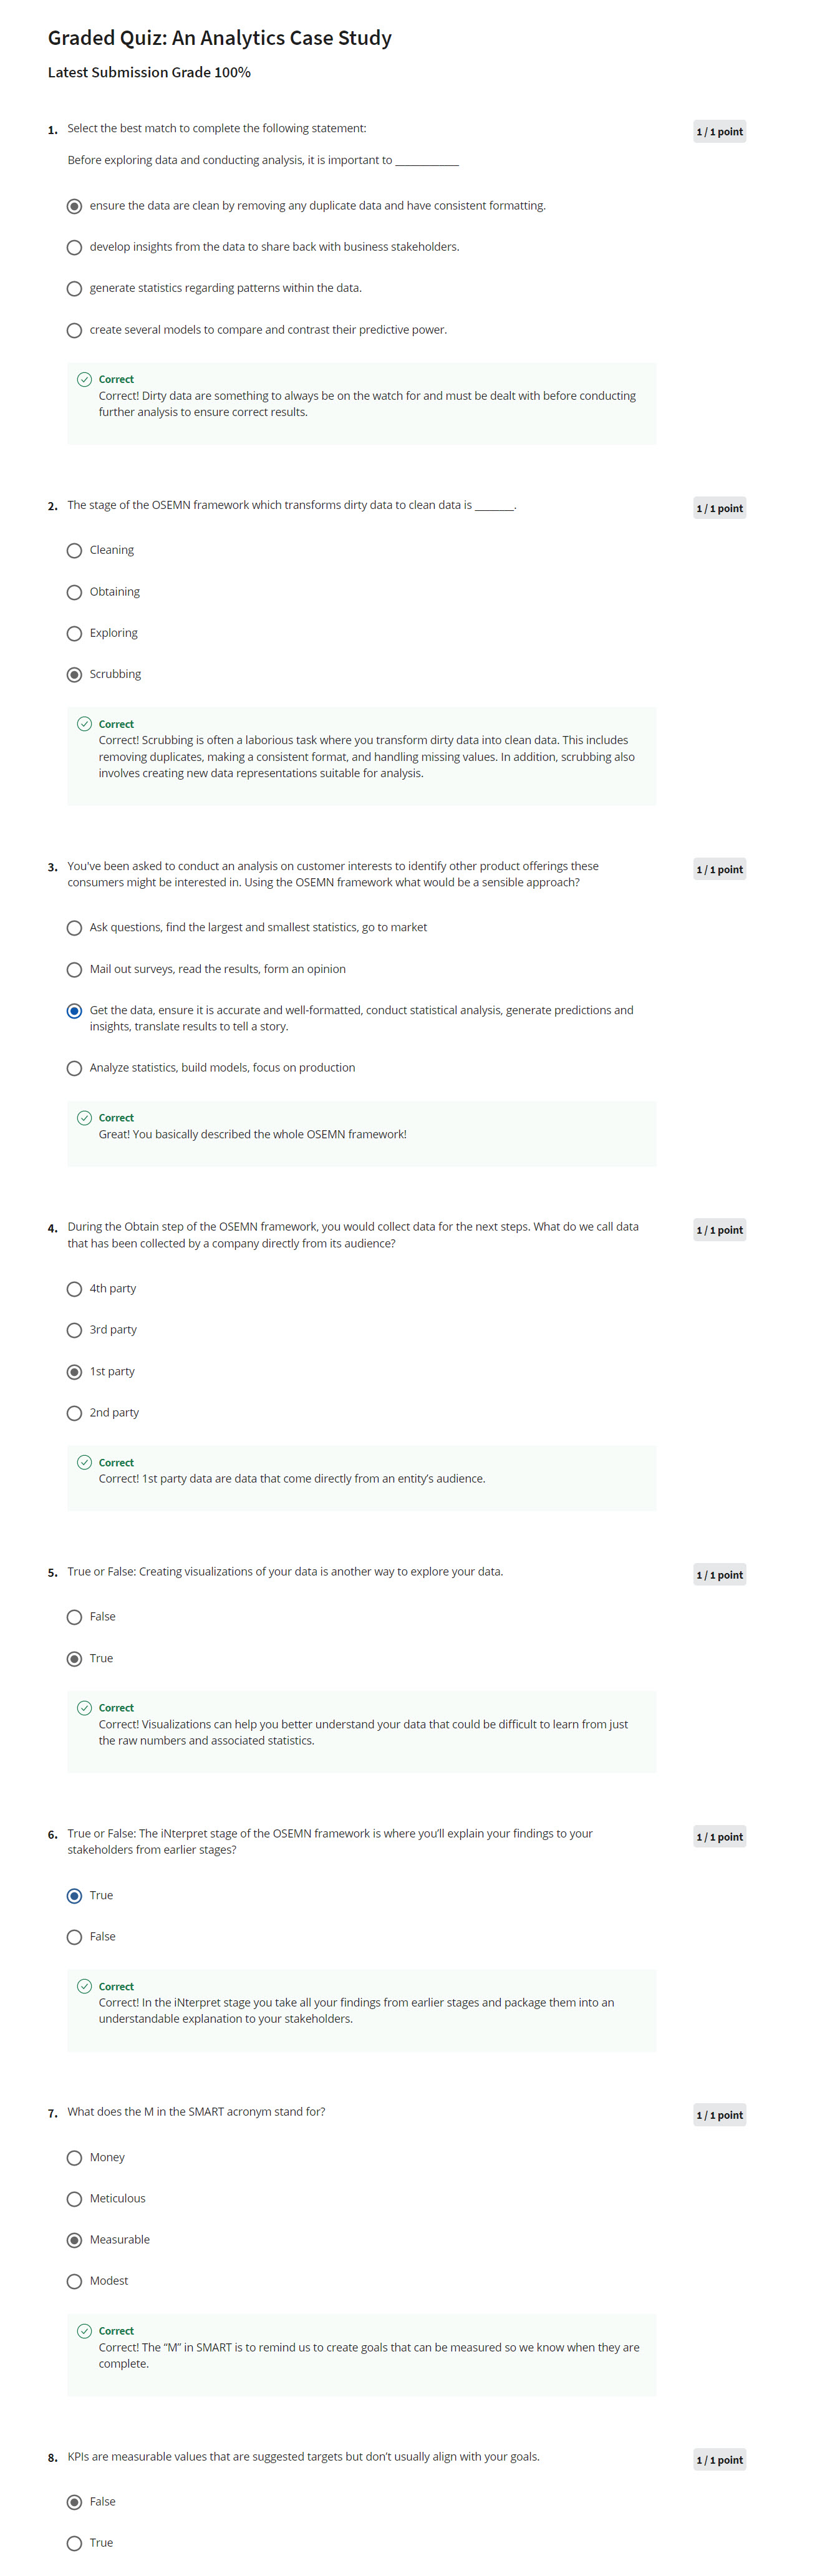 Graded Quiz: An Analytics Case Study
Latest Submission Grade 100%
1. Select the best match to complete the following statement:
1 / 1 point
Before exploring data and conducting analysis, it is important to ___________
ensure the data are clean by removing any duplicate data and have consistent formatting.
develop insights from the data to share back with business stakeholders.
generate statistics regarding patterns within the data.
create several models to compare and contrast their predictive power.
Correct
Correct! Dirty data are something to always be on the watch for and must be dealt with before conducting
further analysis to ensure correct results.
2. The stage of the OSEMN framework which transforms dirty data to clean data is _______.
1 / 1 point
Cleaning
Obtaining
Exploring
Scrubbing
Correct
Correct! Scrubbing is often a laborious task where you transform dirty data into clean data. This includes
removing duplicates, making a consistent format, and handling missing values. In addition, scrubbing also
involves creating new data representations suitable for analysis.
3. You've been asked to conduct an analysis on customer interests to identify other product offerings these
consumers might be interested in. Using the OSEMN framework what would be a sensible approach?
1 / 1 point
Ask questions, find the largest and smallest statistics, go to market
Mail out surveys, read the results, form an opinion
Get the data, ensure it is accurate and well-formatted, conduct statistical analysis, generate predictions and
insights, translate results to tell a story.
Analyze statistics, build models, focus on production
Correct
Great! You basically described the whole OSEMN framework!
4. During the Obtain step of the OSEMN framework, you would collect data for the next steps. What do we call data
that has been collected by a company directly from its audience?
1 / 1 point
4th party
3rd party
1st party
2nd party
Correct
Correct! 1st party data are data that come directly from an entity's audience.
5. True or False: Creating visualizations of your data is another way to explore your data.
1 / 1 point
False
True
Correct
Correct! Visualizations can help you better understand your data that could be difficult to learn from just
the raw numbers and associated statistics.
6. True or False: The iNterpret stage of the OSEMN framework is where you'll explain your findings to your
stakeholders from earlier stages?
1 / 1 point
True
False
Correct
Correct! In the iNterpret stage you take all your findings from earlier stages and package them into an
understandable explanation to your stakeholders.
7. What does the M in the SMART acronym stand for?
1 / 1 point
Money
Meticulous
Measurable
Modest
Correct
Correct! The “M” in SMART is to remind us to create goals that can be measured so we know when they are
complete.
8. KPIs are measurable values that are suggested targets but don't usually align with your goals.
1 / 1 point
False
True